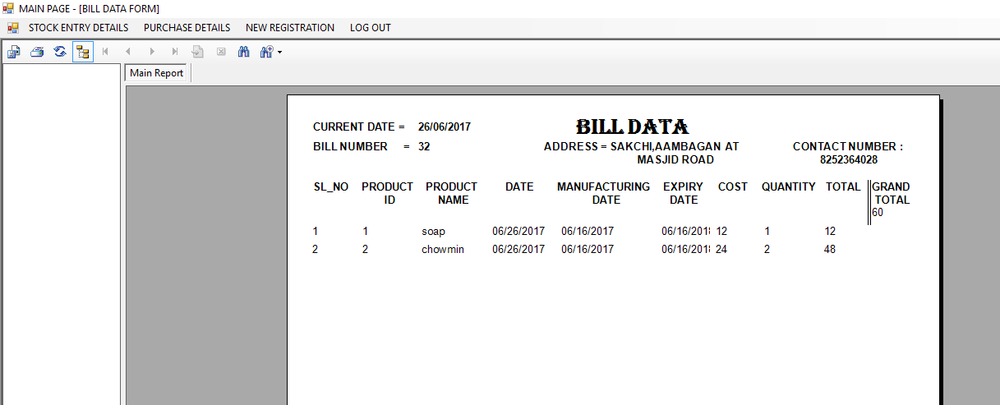 MAIN PAGE - [BILL DATA FORM]
STOCK ENTRY DETAILS PURCHASE DETAILS NEW REGISTRATION LOG OUT
Main Report
CURRENT DATE = 26/06/2017 BILL DATA
BILL NUMBER = 32 ADDRESS = SAKCHI,AAMBAGAN AT CONTACT NUMBER :
MASJID ROAD 8252364028
SL_NO PRODUCT PRODUCT DATE MANUFACTURING EXPIRY COST QUANTITY TOTAL GRAND
ID NAME DATE DATE TOTAL
60
1 1 soap 06/26/2017 06/16/2017 06/16/201 12 1 12
2 2 chowmin 06/26/2017 06/16/2017 06/16/201 24 2 48